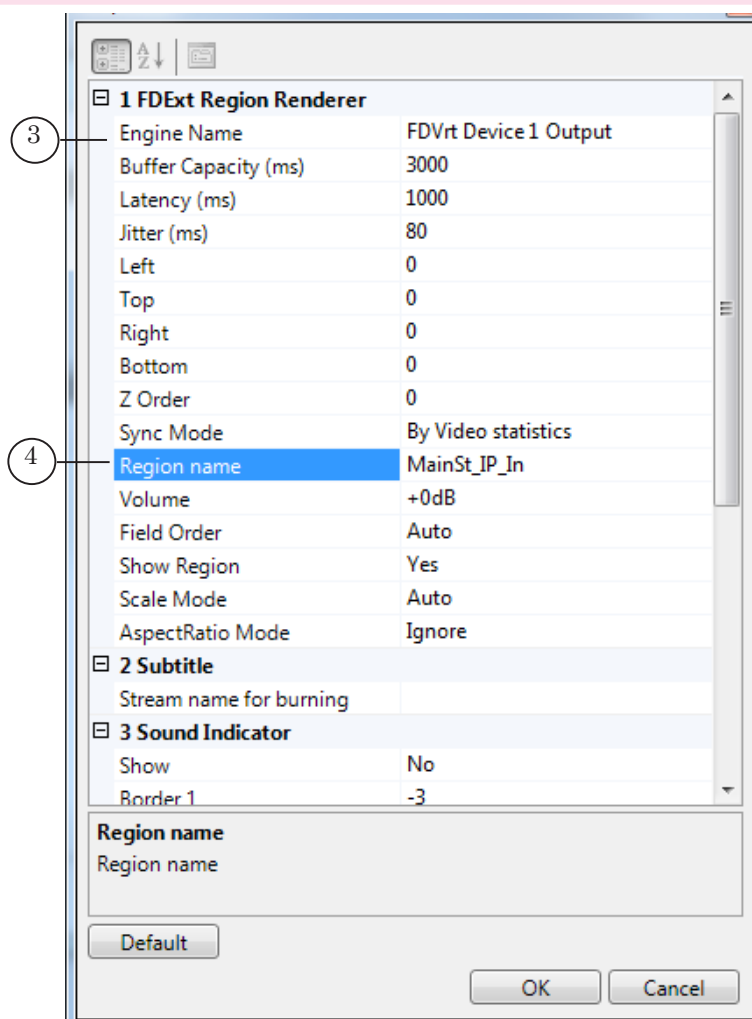 1 FDExt Region Renderer
3
Engine Name FDVrt Device 1 Output
Buffer Capacity (ms) 3000
Latency (ms) 1000
Jitter (ms) 80
Left 0
Top 0
Right 0
Bottom 0
Z Order 0
Sync Mode By Video statistics
4
Region name MainSt_IP_In
Volume +0dB
Field Order Auto
Show Region Yes
Scale Mode Auto
AspectRatio Mode Ignore
2 Subtitle
Stream name for burning
3 Sound Indicator
Show No
Border 1 -3
Region name
Region name
Default
OK Cancel